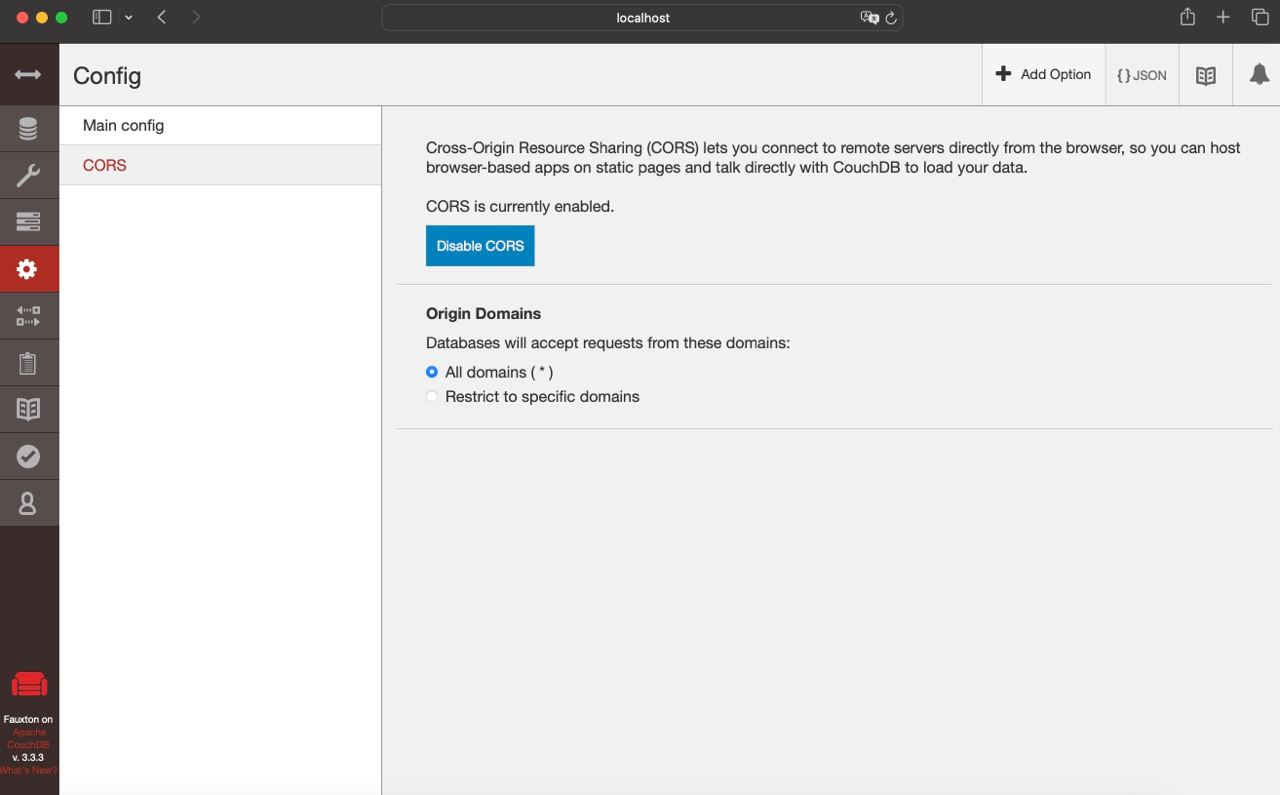 localhost
Config
Add Option
{ } JSON
Main config
CORS
Cross-Origin Resource Sharing (CORS) lets you connect to remote servers directly from the browser, so you can host
browser-based apps on static pages and talk directly with CouchDB to load your data.
CORS is currently enabled.
Disable CORS
Origin Domains
Databases will accept requests from these domains:
All domains ( * )
Restrict to specific domains
Fauxton on
Apache
CouchDB
v. 3.3.3
What's New?